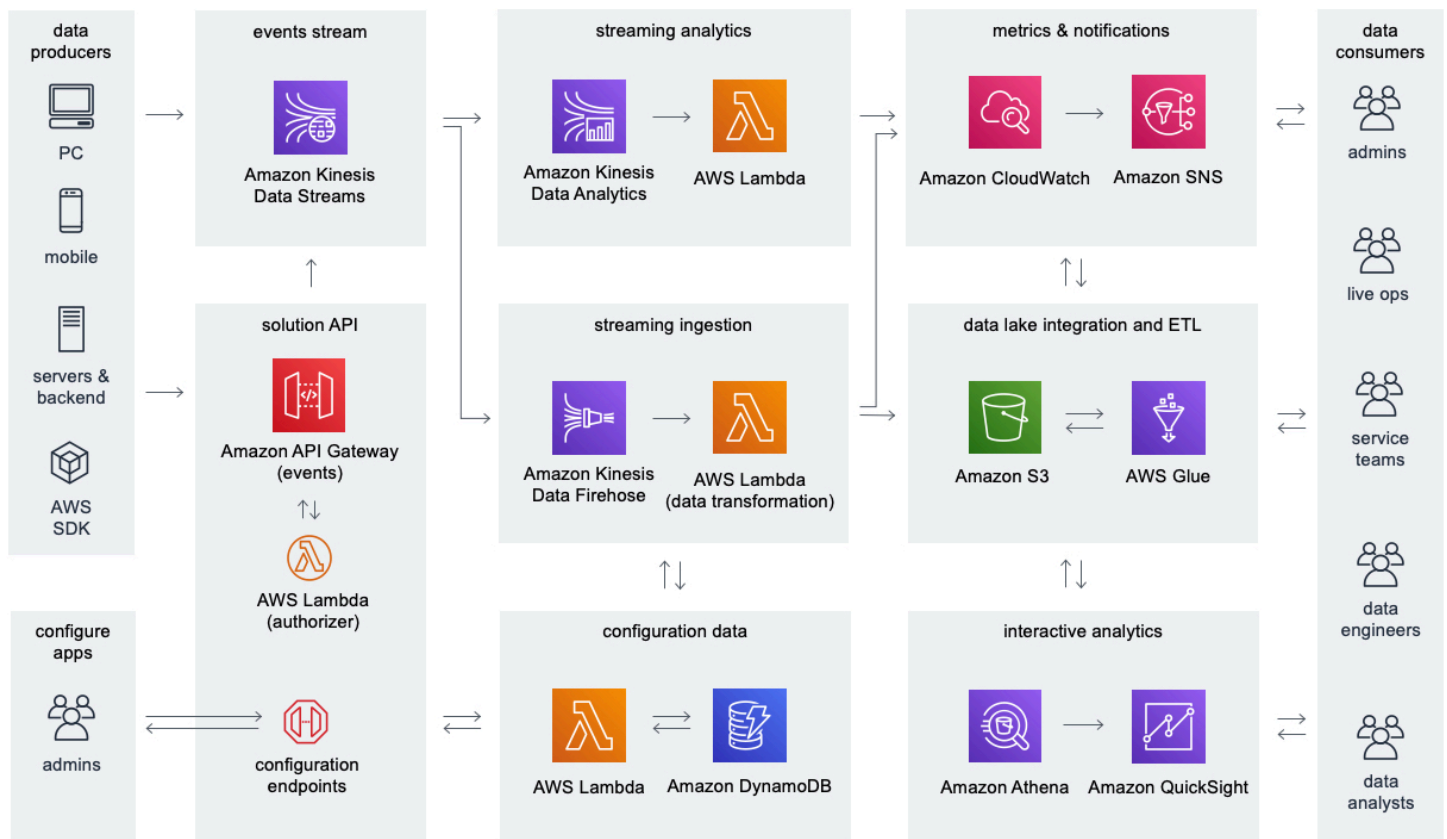 data
producers
PC
mobile
servers &
backend
AWS
SDK
configure
apps
admins
events stream
Amazon Kinesis
Data Streams
solution API
Amazon API Gateway
(events)
AWS Lambda
(authorizer)
configuration
endpoints
streaming analytics
Amazon Kinesis
Data Analytics
AWS Lambda
streaming ingestion
Amazon Kinesis
Data Firehose
AWS Lambda
(data transformation)
configuration data
AWS Lambda
Amazon DynamoDB
metrics & notifications
Amazon CloudWatch
Amazon SNS
data lake integration and ETL
Amazon S3
AWS Glue
interactive analytics
Amazon Athena
Amazon QuickSight
data
consumers
admins
live ops
service
teams
data
engineers
data
analysts